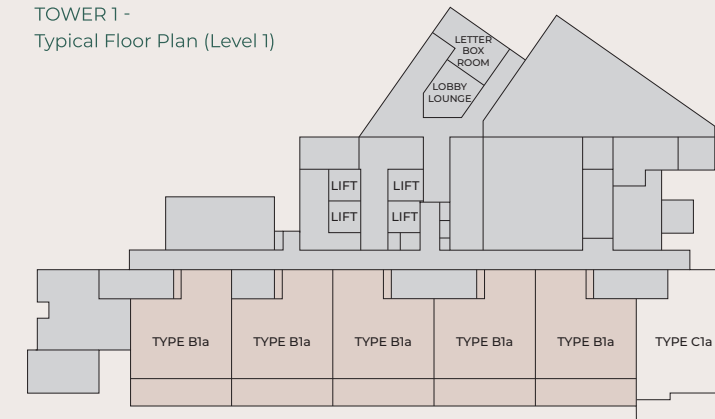 TOWER 1 -
Typical Floor Plan (Level 1)
LETTER
BOX
ROOM
LOBBY
LOUNGE
LIFT LIFT
LIFT LIFT
TYPE B1a TYPE B1a TYPE B1a TYPE B1a TYPE B1a TYPE C1a